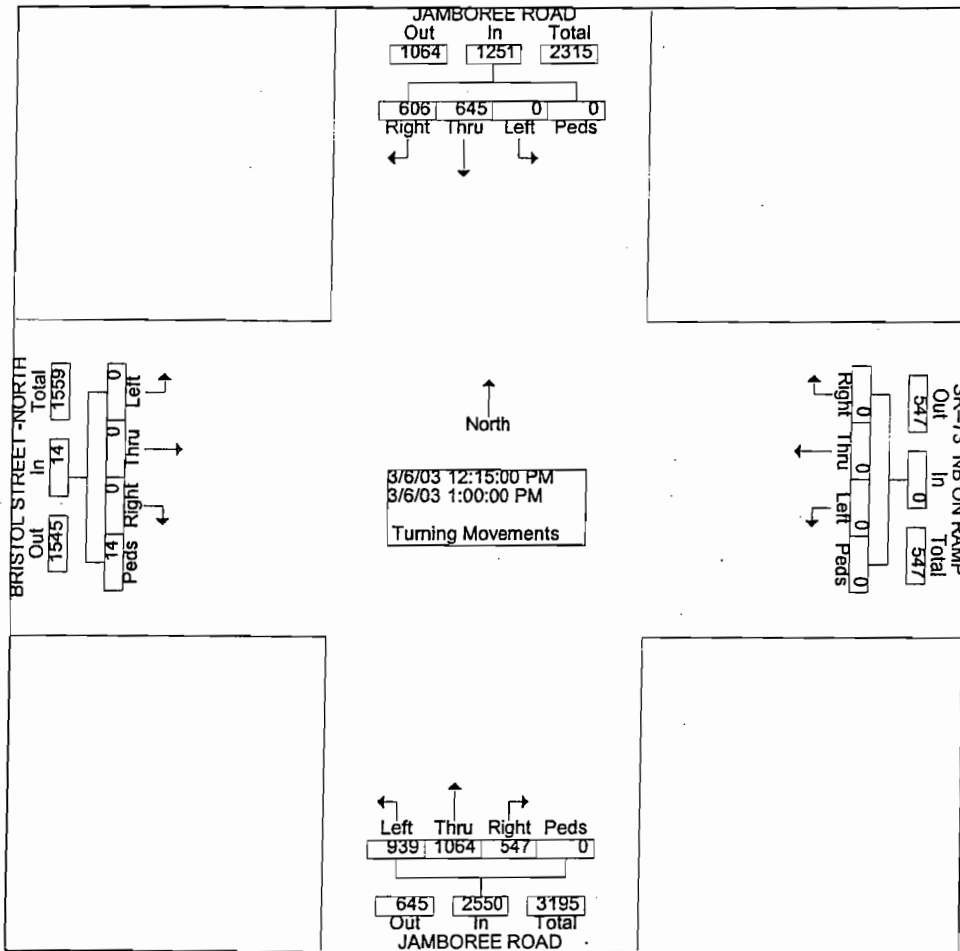 JAMBOREE ROAD
Out In Total
1064 1251 2315
606 645 0 0
Right Thru Left Peds
BRISTOL STREET -NORTH
Total In Out
1559 14 1545
0 0 0 14
Left Thru Right Peds
North
3/6/03 12:15:00 PM
3/6/03 1:00:00 PM
Turning Movements
Right Thru Left Peds
0 0 0 0
547 0 547
Out In Total
NB ON RAMP
Left Thru Right Peds
939 1064 547 0
645 2550 3195
Out In Total
JAMBOREE ROAD